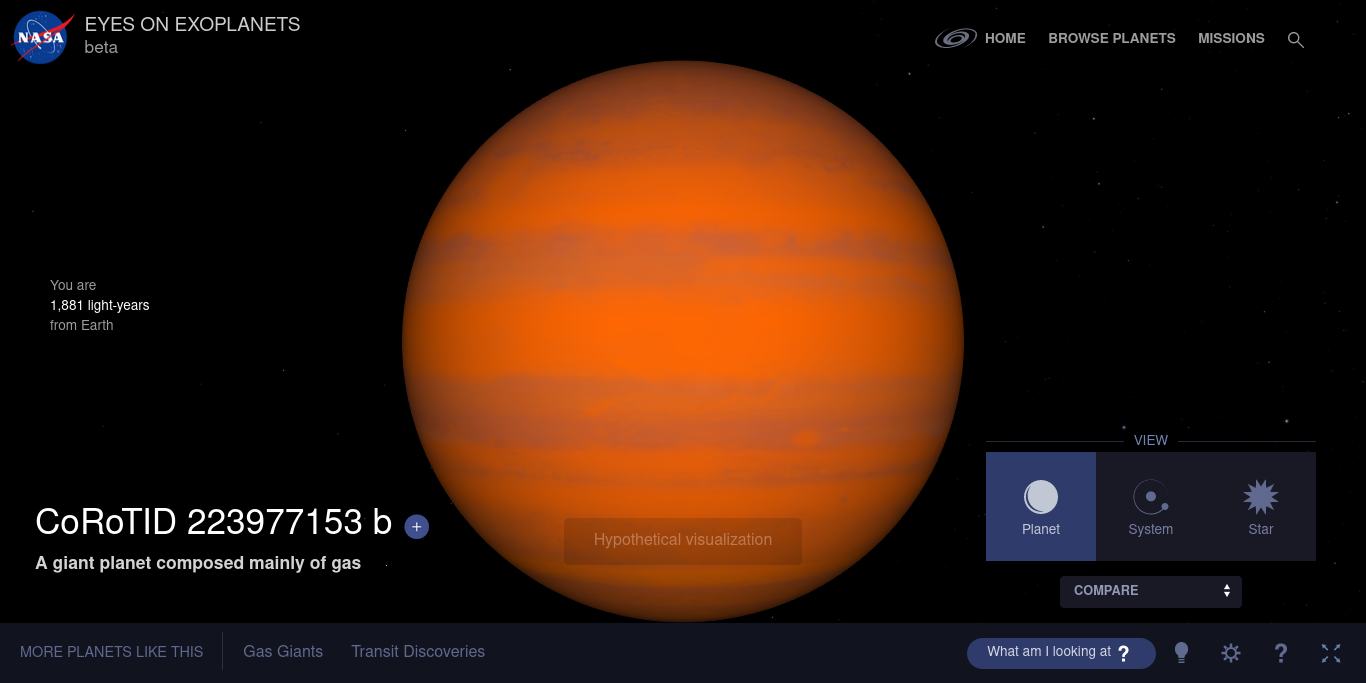 NASA
EYES ON EXOPLANETS
beta
HOME
BROWSE PLANETS
MISSIONS
You are
1,881 light-years
from Earth
VIEW
Planet
System
Star
CoRoTID 223977153 b +
A giant planet composed mainly of gas
Hypothetical visualization
COMPARE
MORE PLANETS LIKE THIS
Gas Giants
Transit Discoveries
What am I looking at ?
?